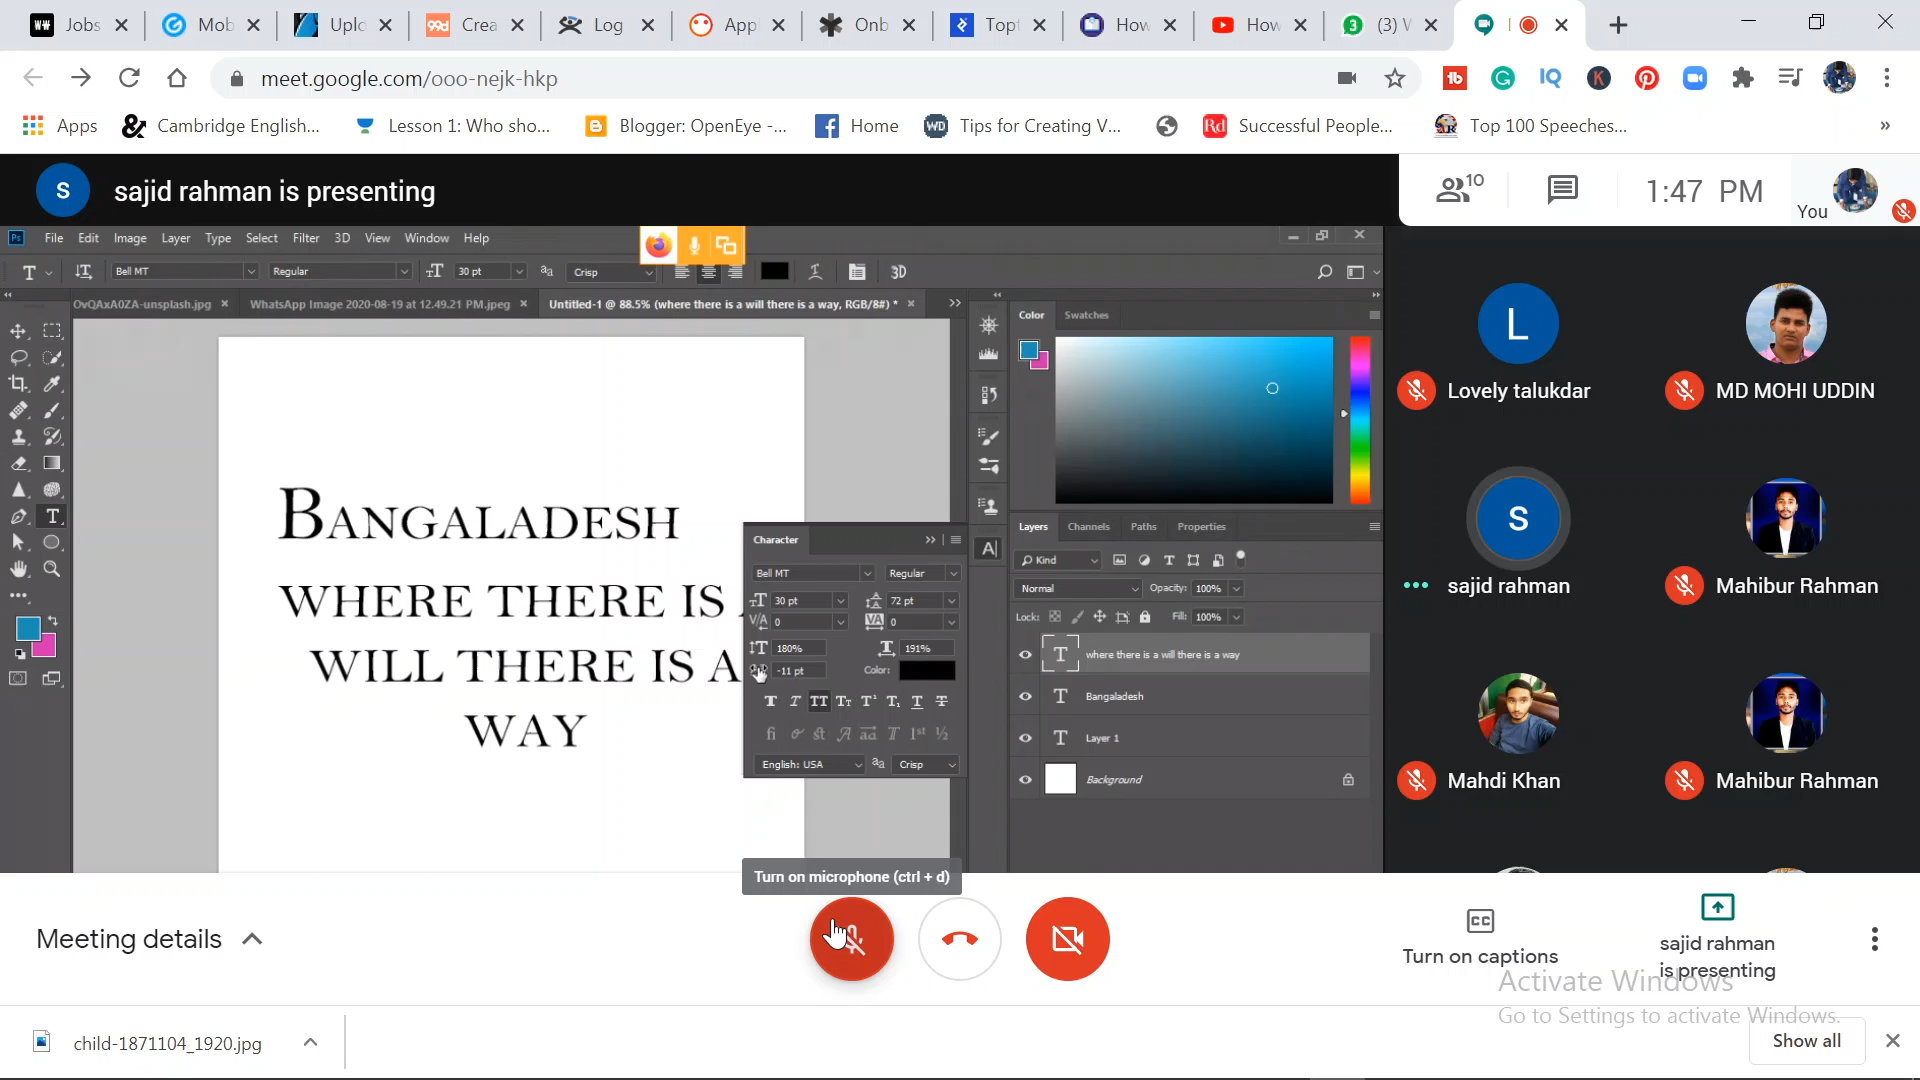 Jobs
Mob
Uplo
99d Crea
Log
App
Onb
Topt
How
How
(3) W
meet.google.com/ooo-nejk-hkp
Apps
Cambridge English...
Lesson 1: Who sho...
Blogger: OpenEye -...
Home
WD Tips for Creating V...
Rd Successful People...
Top 100 Speeches...
S sajid rahman is presenting
10
1:47 PM
You
Ps File Edit Image Layer Type Select Filter 3D View Window Help
Bell MT Regular 30 pt Crisp 3D
OvQAxA0ZA-unsplash.jpg
WhatsApp Image 2020-08-19 at 12.49.21 PM.jpeg
Untitled-1 @ 88.5% (where there is a will there is a way, RGB/8#) *
BANGALADESH
WHERE THERE IS
WILL THERE IS A
WAY
Character
Bell MT Regular
30 pt 72 pt
0 0
180% 191%
-11 pt Color:
English: USA Crisp
Color Swatches
Layers Channels Paths Properties
Kind
Normal Opacity: 100%
Lock: Fill: 100%
where there is a will there is a way
Bangladesh
Layer 1
Background
L
Lovely talukdar
MD MOHI UDDIN
S
sajid rahman
Mahibur Rahman
Mahdi Khan
Mahibur Rahman
Turn on microphone (ctrl + d)
Meeting details
Turn on captions
sajid rahman
is presenting
Activate Windows
Go to Settings to activate Windows.
child-1871104_1920.jpg
Show all